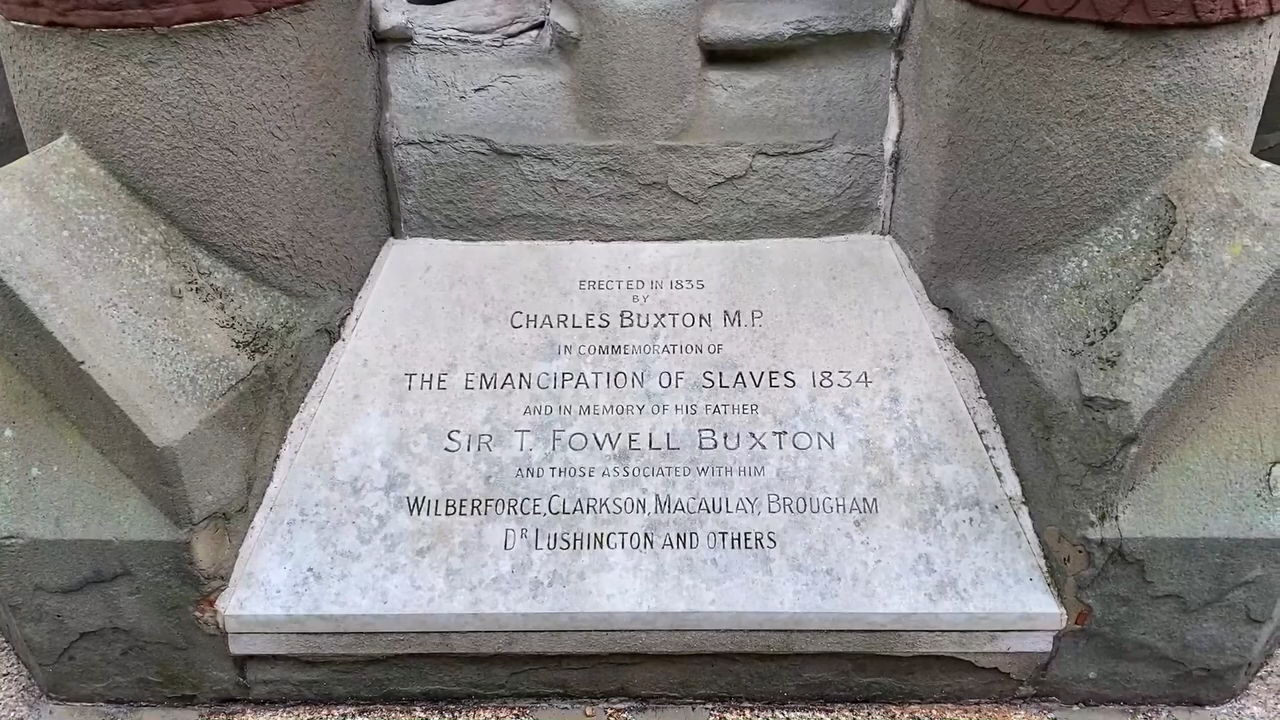 ERECTED IN 1835
BY
CHARLES BUXTON M.P.
IN COMMEMORATION OF
THE EMANCIPATION OF SLAVES 1834
AND IN MEMORY OF HIS FATHER
SIR T. FOWELL BUXTON
AND THOSE ASSOCIATED WITH HIM
WILBERFORCE, CLARKSON, MACAULAY, BROUGHAM
DR LUSHINGTON AND OTHERS